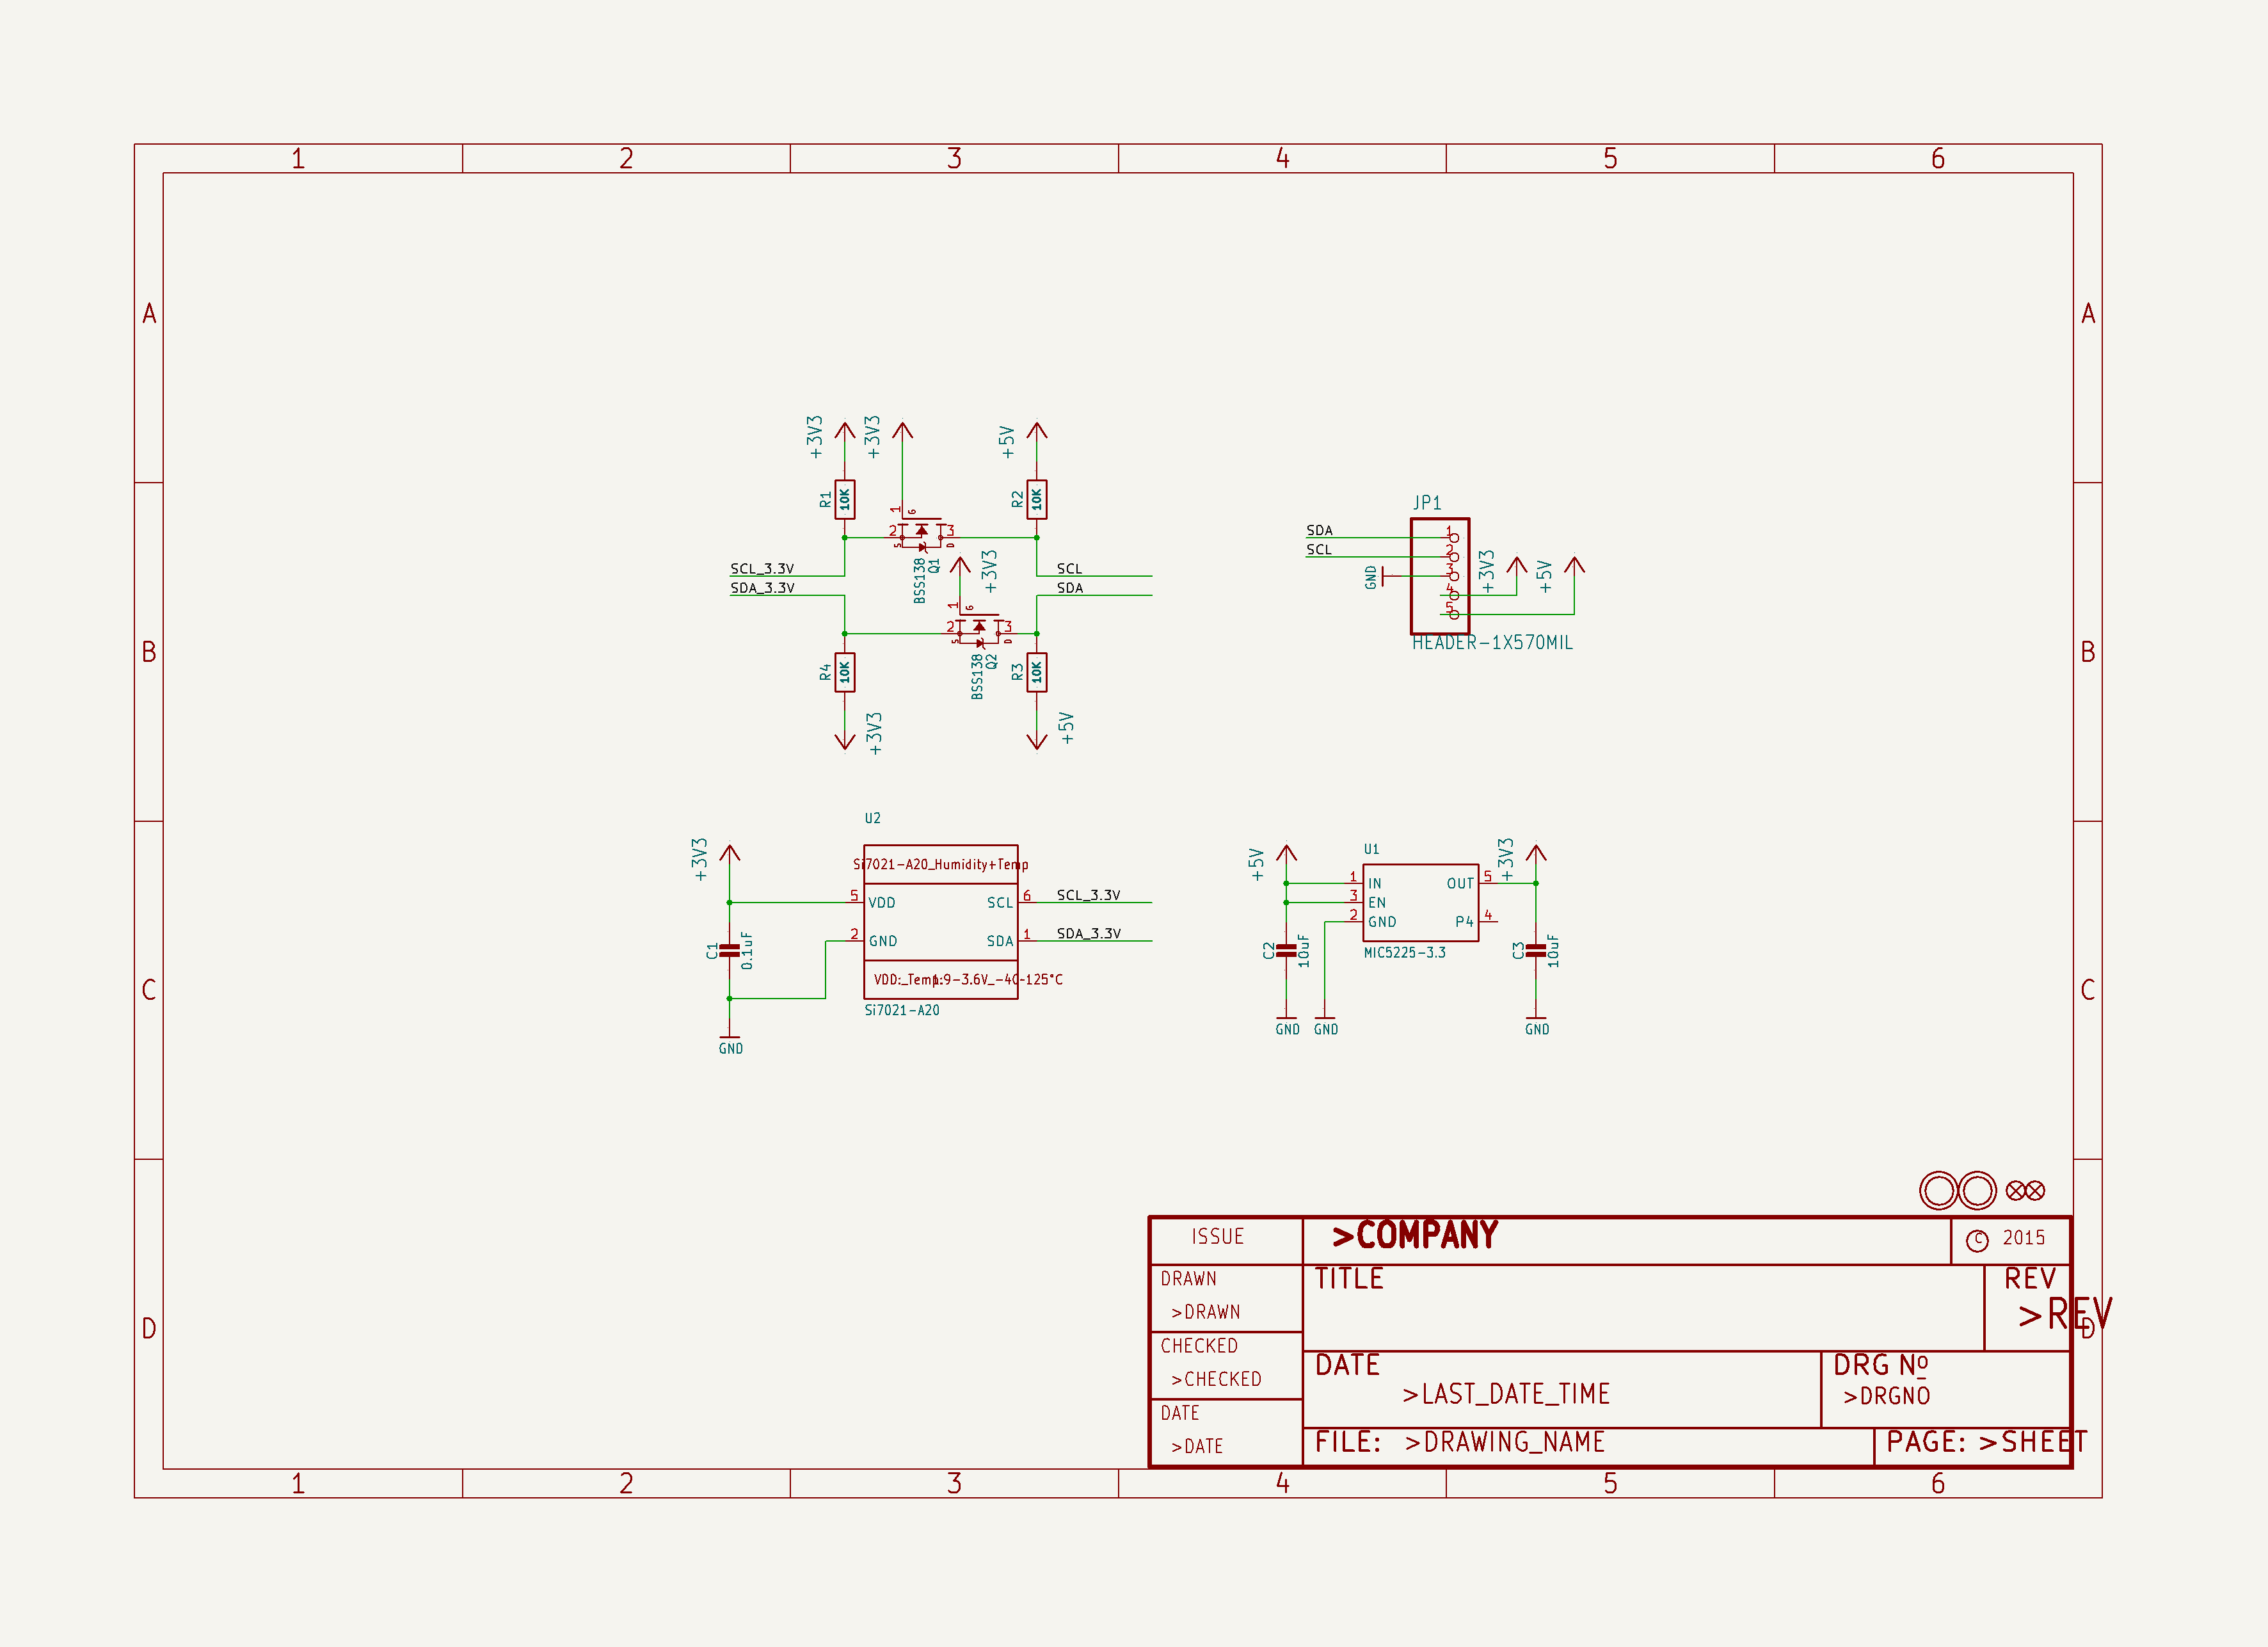 1 2 3 4 5 6
A A
B B
C C
D D
+3V3 +3V3 +5V
R1 10K
R2 10K
1 G
2 S 3 D
BSS138 Q1
+3V3
SCL_3.3V
SDA_3.3V
SCL
SDA
1 G
2 S 3 D
BSS138 Q2
R4 10K
R3 10K
+3V3 +5V
JP1
SDA 1
SCL 2
GND 3
4 +3V3
5 +5V
HEADER-1X570MIL
U2
+3V3
Si7021-A20_Humidity+Temp
5 VDD SCL 6 SCL_3.3V
2 GND SDA 1 SDA_3.3V
C1 0.1uF
VDD:_Temp:
1.9-3.6V_-40-125°C
Si7021-A20
GND
U1
+5V +3V3
1 IN OUT 5
3 EN
2 GND P4 4
MIC5225-3.3
C2 10uF
C3 10uF
GND GND GND
ISSUE >COMPANY © 2015
DRAWN TITLE REV
>DRAWN >REV
CHECKED DATE DRG Nº
>CHECKED >LAST_DATE_TIME >DRGNO
DATE
>DATE FILE: >DRAWING_NAME PAGE: >SHEET
1 2 3 4 5 6